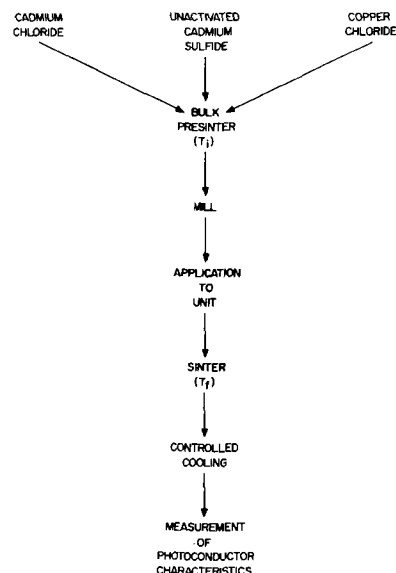 CADMIUM
CHLORIDE
UNACTIVATED
CADMIUM
SULFIDE
COPPER
CHLORIDE
BULK
PRESINTER
(Ti)
MILL
APPLICATION
TO
UNIT
SINTER
(Tf)
CONTROLLED
COOLING
MEASUREMENT
OF
PHOTOCONDUCTOR
CHARACTERISTICS